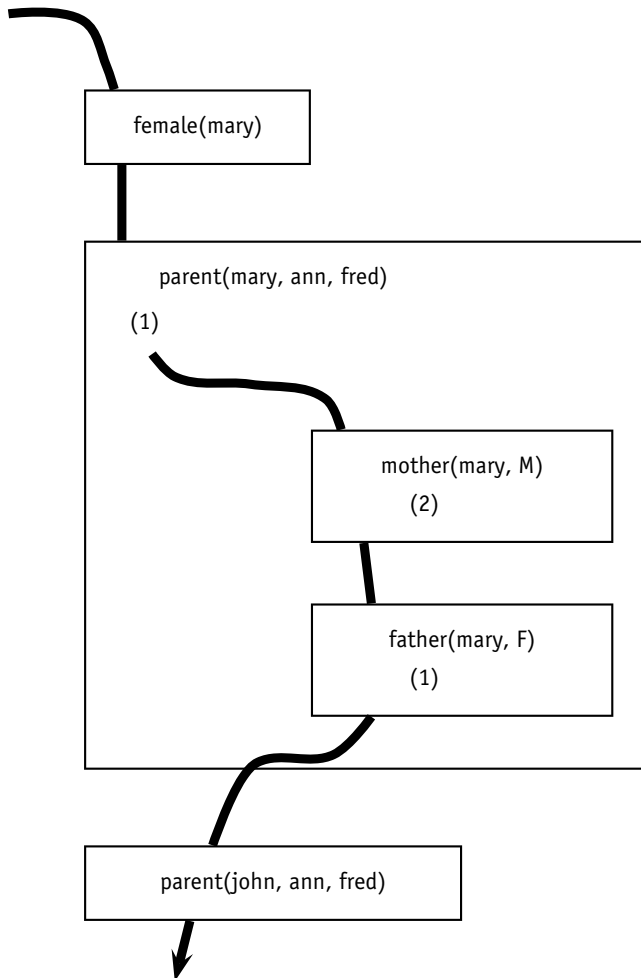 female(mary)
parent(mary, ann, fred)
(1)
mother(mary, M)
(2)
father(mary, F)
(1)
parent(john, ann, fred)